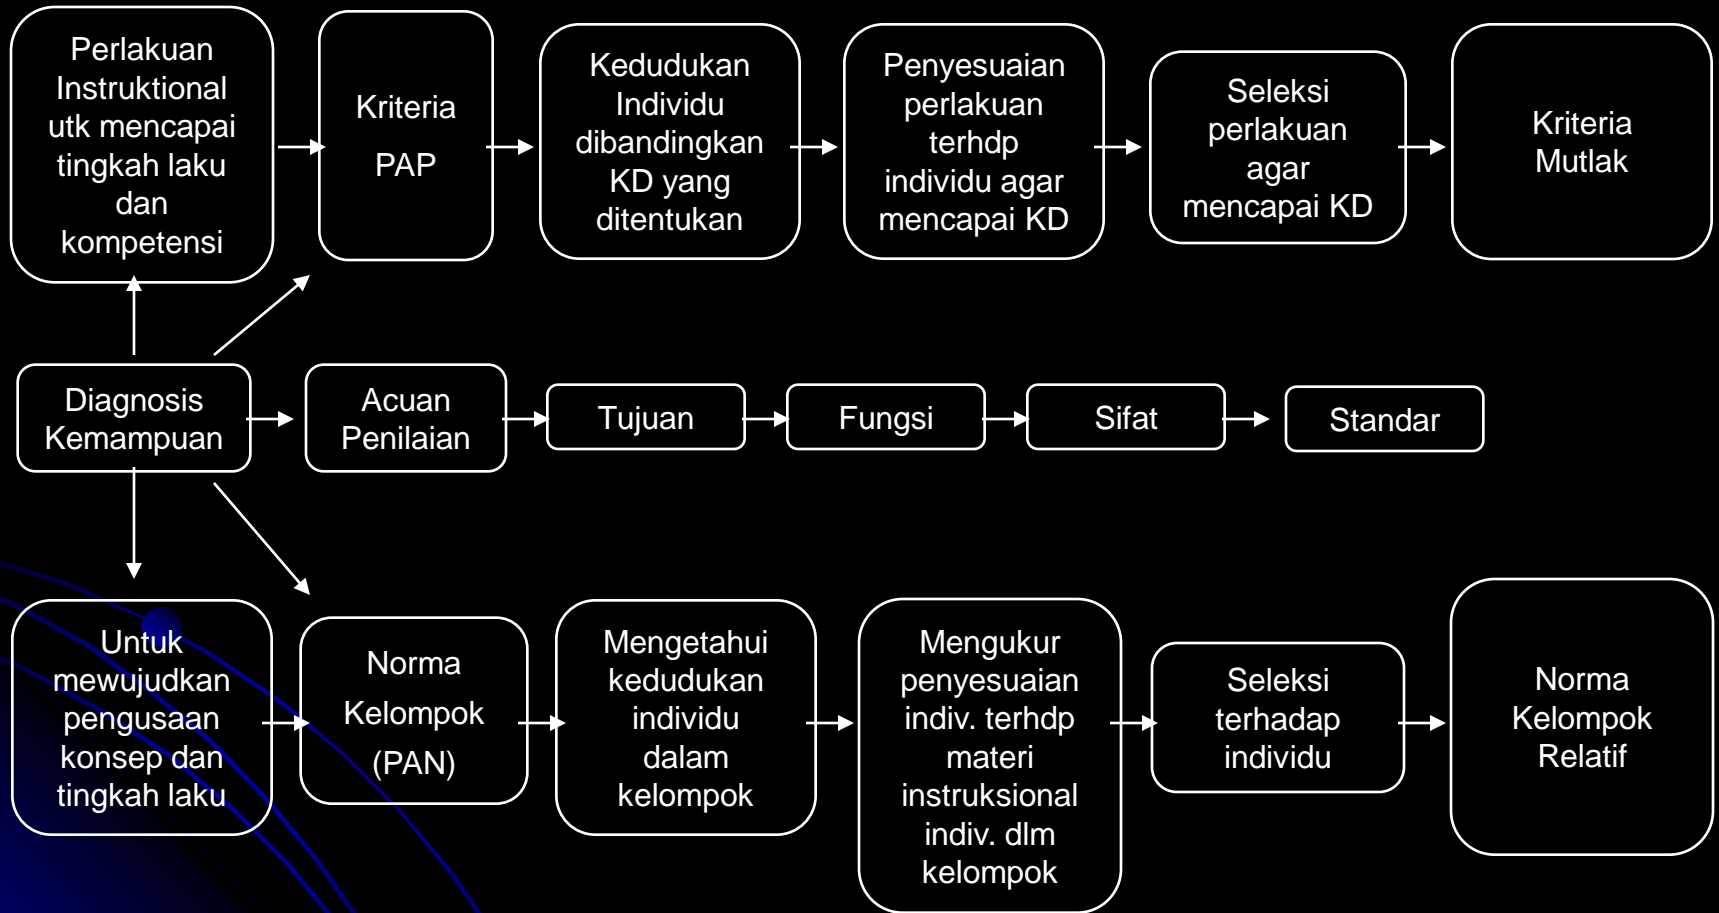 Perlakuan
Instruktional
utk mencapai
tingkah laku
dan
kompetensi
Kriteria
PAP
Kedudukan
Individu
dibandingkan
KD yang
ditentukan
Penyesuaian
perlakuan
terhdp
individu agar
mencapai KD
Seleksi
perlakuan
agar
mencapai KD
Kriteria
Mutlak
Diagnosis
Kemampuan
Acuan
Penilaian
Tujuan
Fungsi
Sifat
Standar
Untuk
mewujudkan
pengusaan
konsep dan
tingkah laku
Norma
Kelompok
(PAN)
Mengetahui
kedudukan
individu
dalam
kelompok
Mengukur
penyesuaian
indiv. terhdp
materi
instruksional
indiv. dlm
kelompok
Seleksi
terhadap
individu
Norma
Kelompok
Relatif